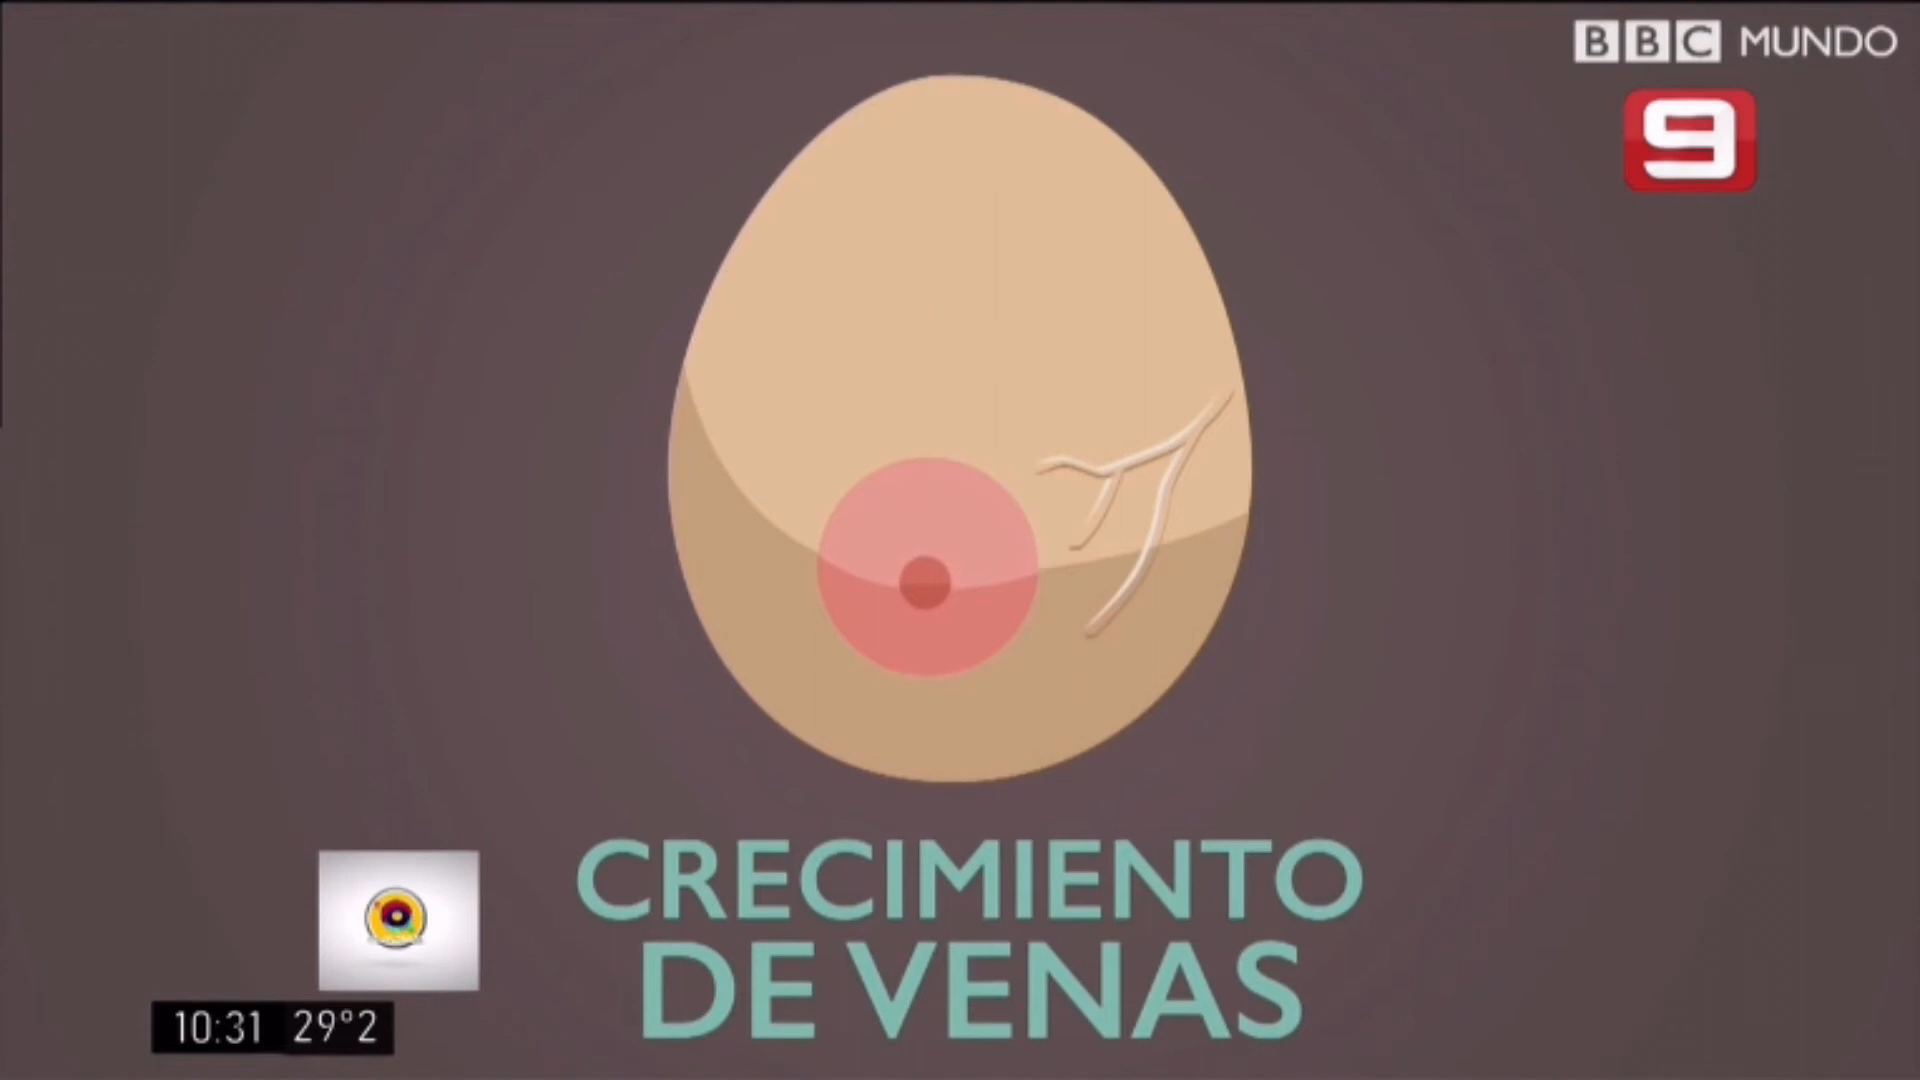 BBC MUNDO
9
CRECIMIENTO
DE VENAS
10:31 29°2